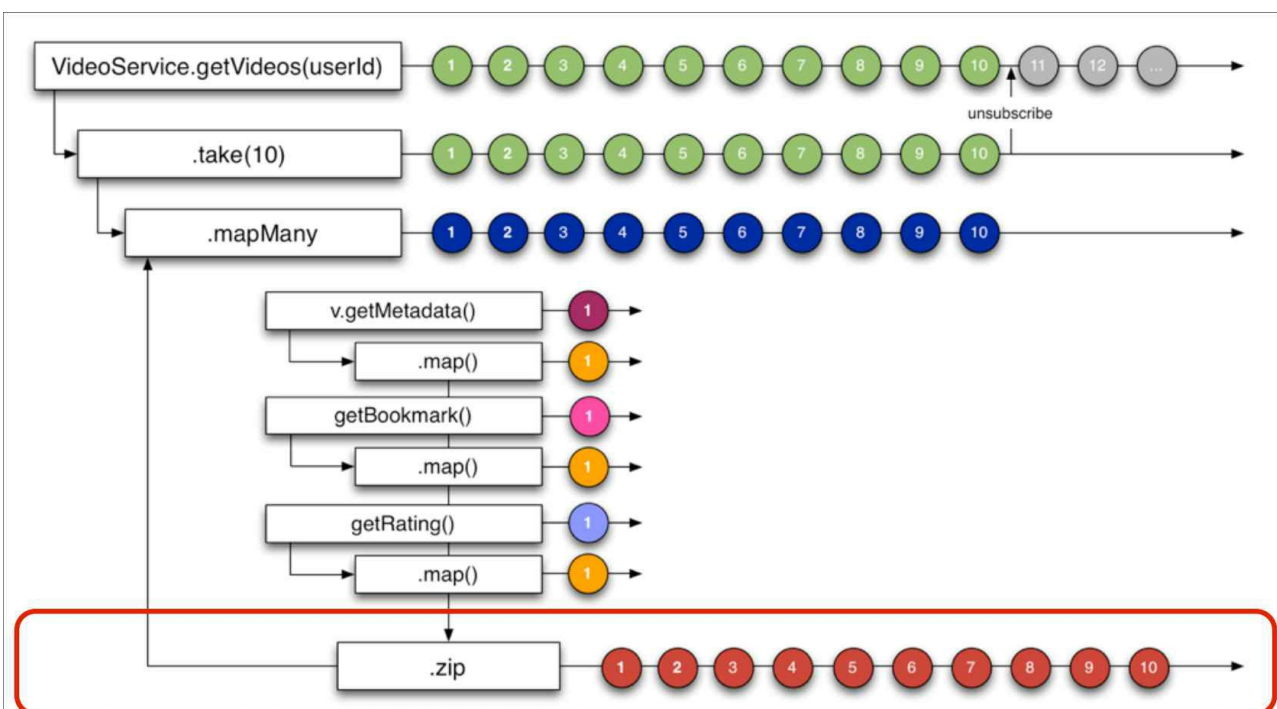 VideoService.getVideos(userId) 1 2 3 4 5 6 7 8 9 10 11 12 ...
unsubscribe
.take(10) 1 2 3 4 5 6 7 8 9 10
.mapMany 1 2 3 4 5 6 7 8 9 10
v.getMetadata() 1
.map() 1
getBookmark() 1
.map() 1
getRating() 1
.map() 1
.zip 1 2 3 4 5 6 7 8 9 10